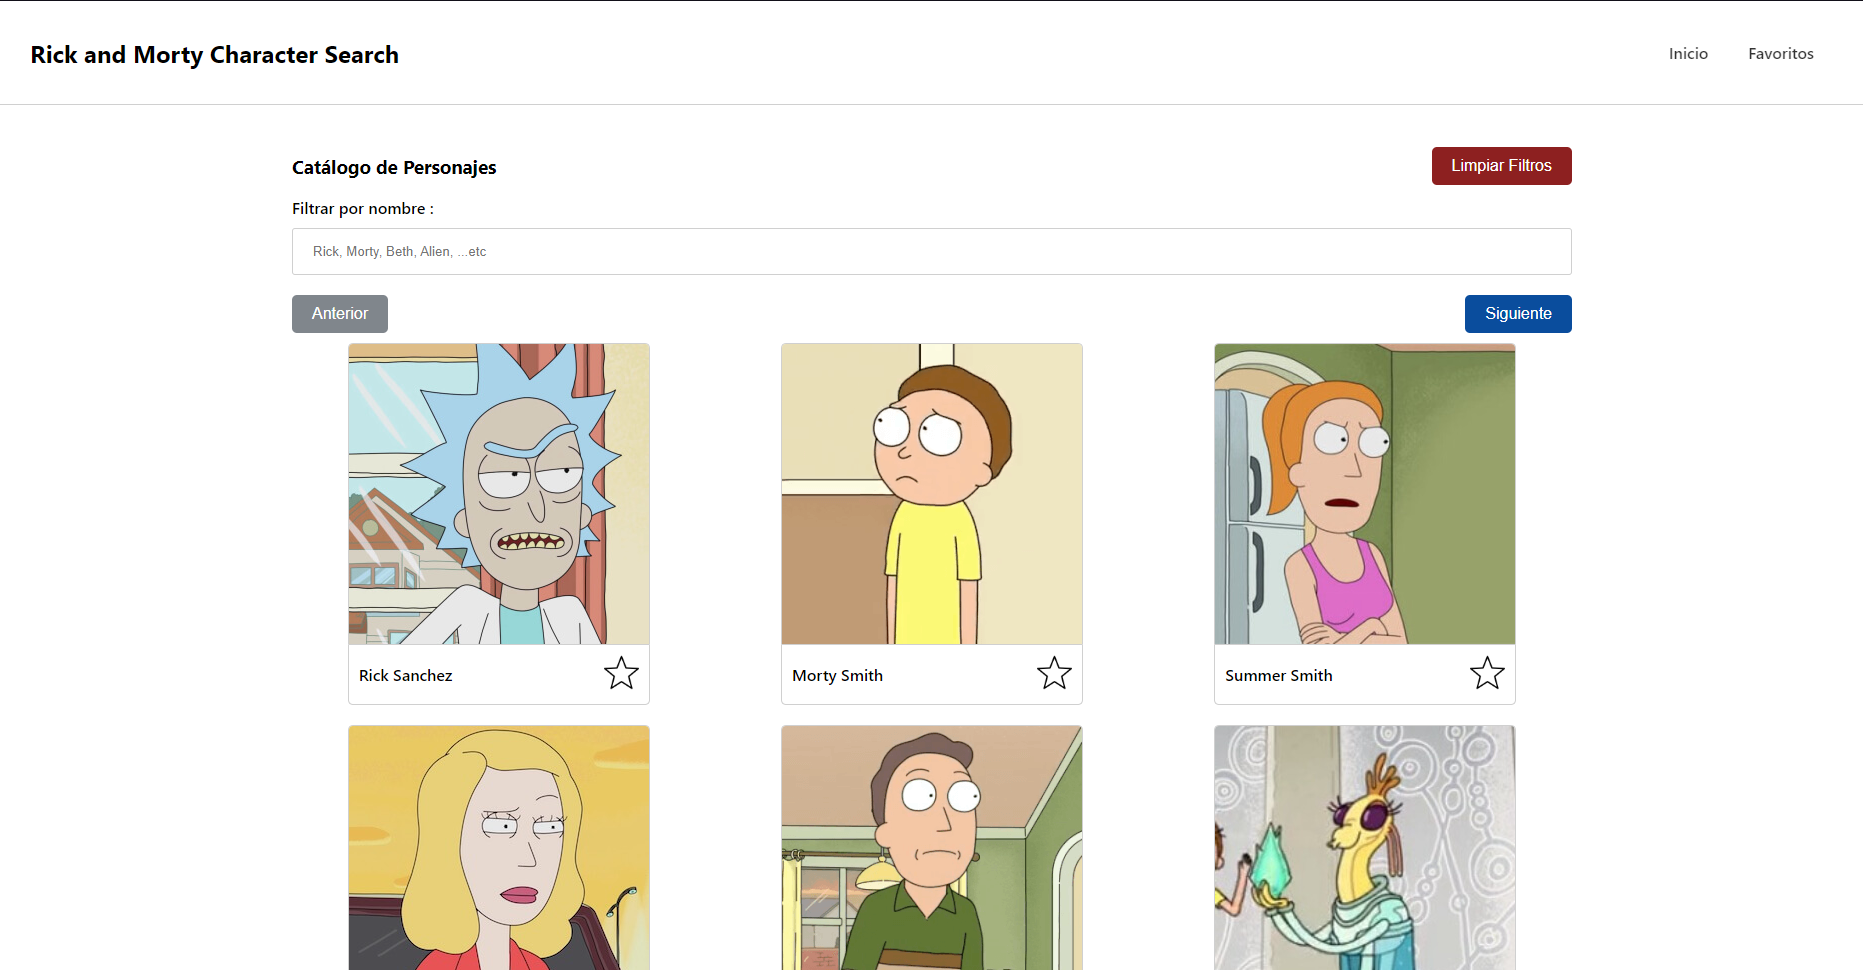 Rick and Morty Character Search
Inicio
Favoritos
Catálogo de Personajes
Limpiar Filtros
Filtrar por nombre :
Rick, Morty, Beth, Alien, ...etc
Anterior
Siguiente
Rick Sanchez
Morty Smith
Summer Smith